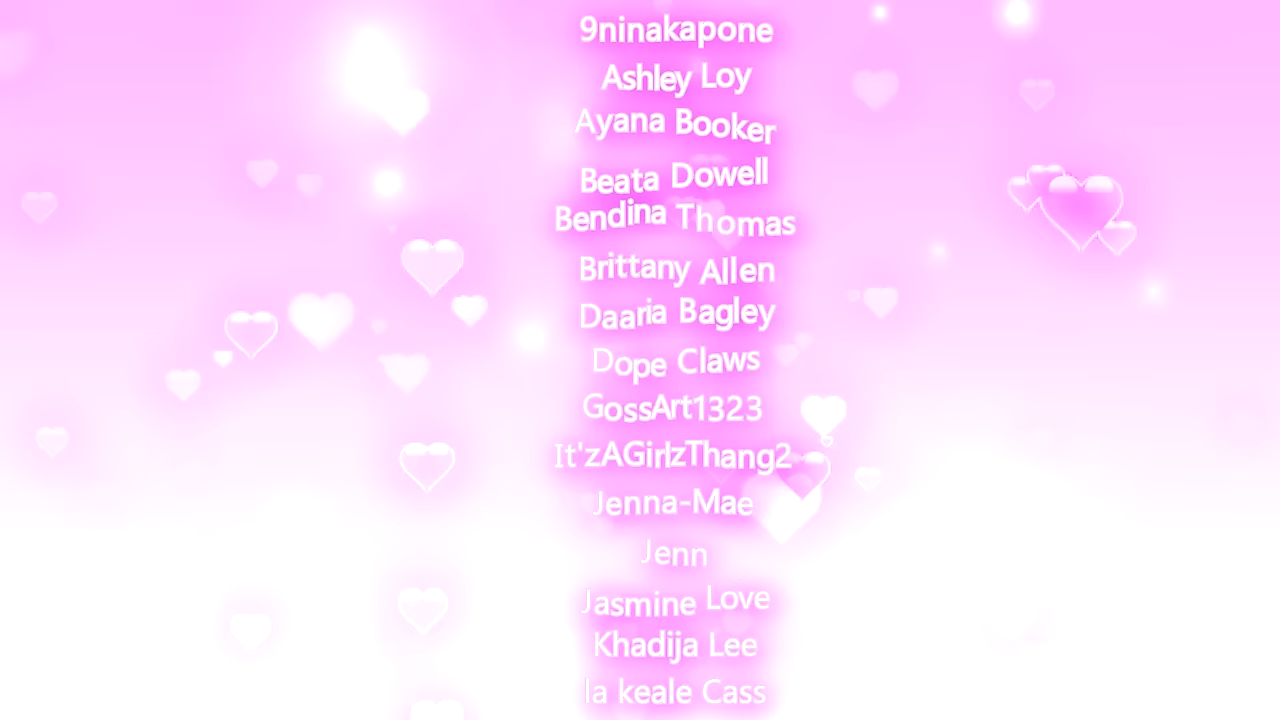 9ninakapone
Ashley Loy
Ayana Booker
Beata Dowell
Bendina Thomas
Brittany Allen
Daaria Bagley
Dope Claws
GossArt1323
It'zAGirlzThang2
Jenna-Mae
Jenn
Jasmine Love
Khadija Lee
la keale Cass